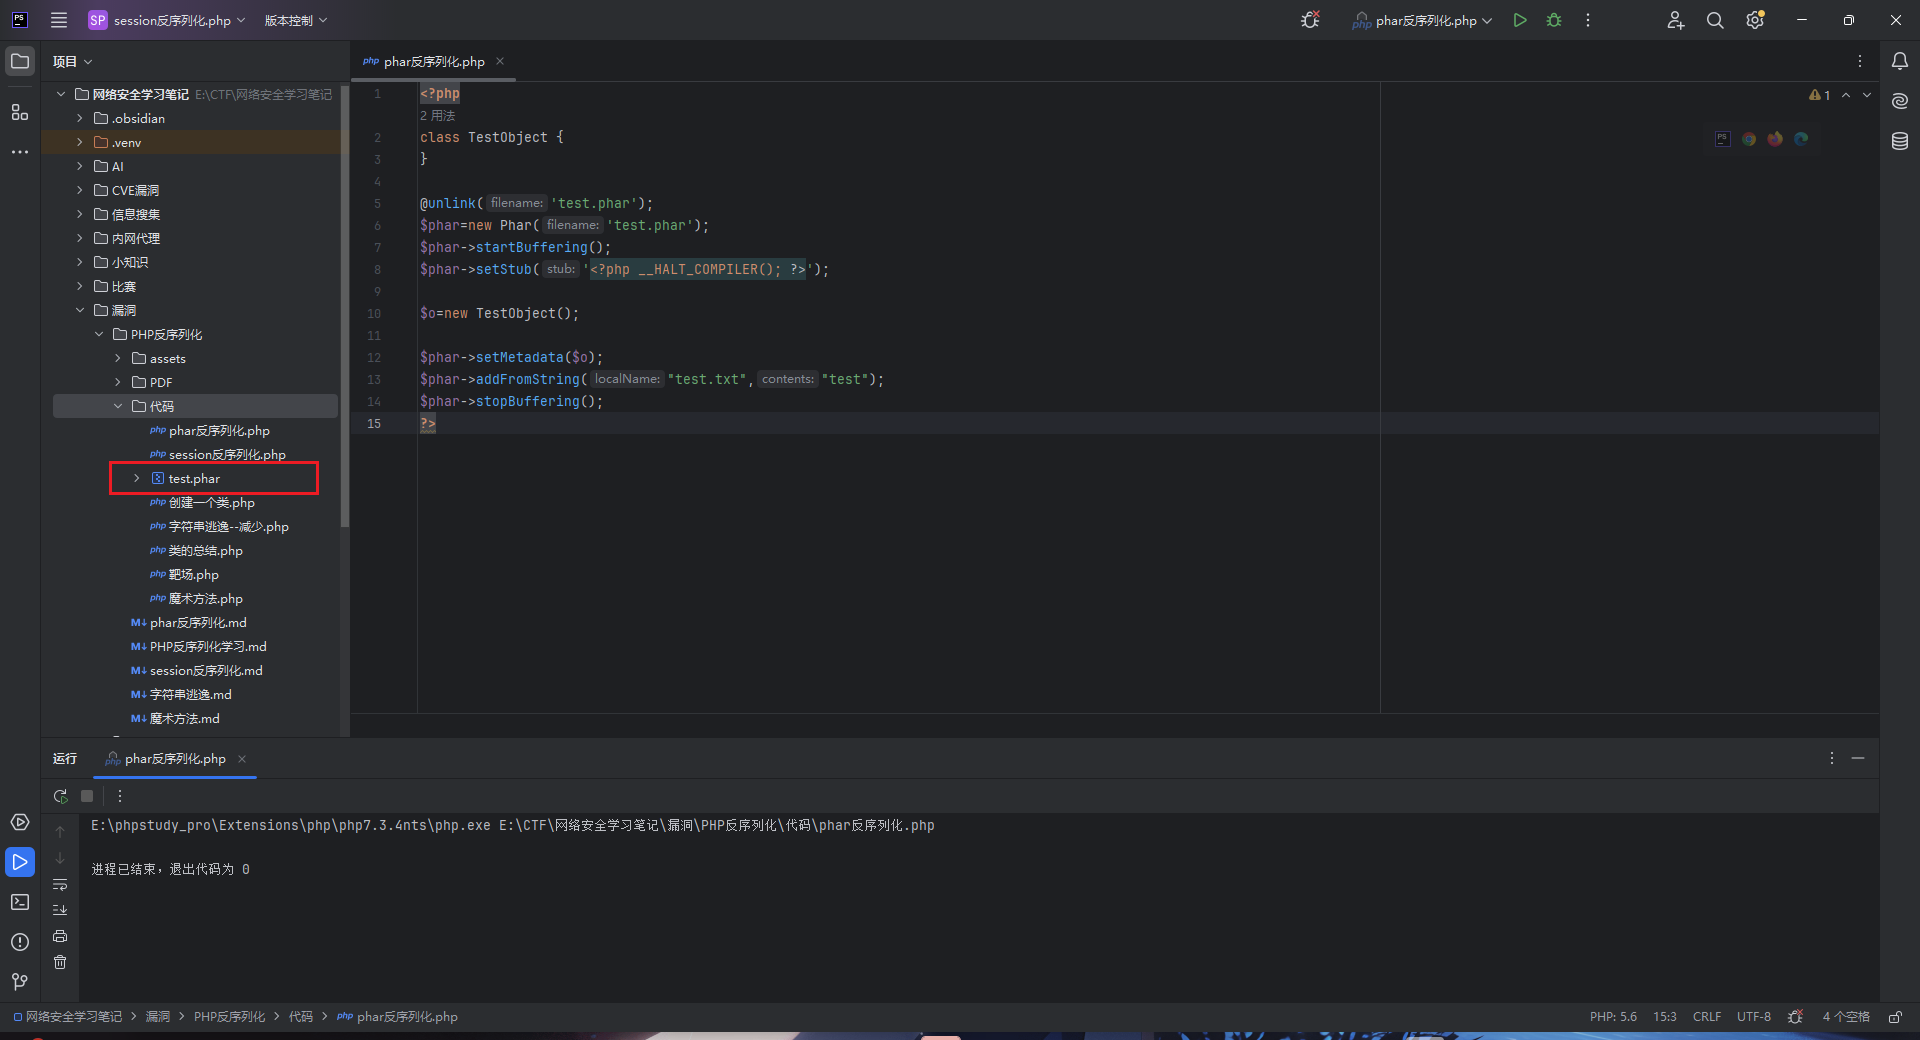 PS SP session反序列化.php 版本控制 php phar反序列化.php
项目
php phar反序列化.php
网络安全学习笔记 E:\CTF\网络安全学习笔记
.obsidian
.venv
AI
CVE漏洞
信息搜集
内网代理
小知识
比赛
漏洞
PHP反序列化
assets
PDF
代码
php phar反序列化.php
php session反序列化.php
test.phar
php 创建一个类.php
php 字符串逃逸--减少.php
php 类的总结.php
php 靶场.php
php 魔术方法.php
M↓ phar反序列化.md
M↓ PHP反序列化学习.md
M↓ session反序列化.md
M↓ 字符串逃逸.md
M↓ 魔术方法.md
1 <?php
2 用法
2 class TestObject {
3 }
4
5 @unlink( filename: 'test.phar');
6 $phar=new Phar( filename: 'test.phar');
7 $phar->startBuffering();
8 $phar->setStub( stub: '<?php __HALT_COMPILER(); ?>');
9
10 $o=new TestObject();
11
12 $phar->setMetadata($o);
13 $phar->addFromString( localName: "test.txt", contents: "test");
14 $phar->stopBuffering();
15 ?>
1
PS
运行 php phar反序列化.php
E:\phpstudy_pro\Extensions\php\php7.3.4nts\php.exe E:\CTF\网络安全学习笔记\漏洞\PHP反序列化\代码\phar反序列化.php
进程已结束，退出代码为 0
网络安全学习笔记 > 漏洞 > PHP反序列化 > 代码 > php phar反序列化.php
PHP: 5.6 15:3 CRLF UTF-8 4 个空格